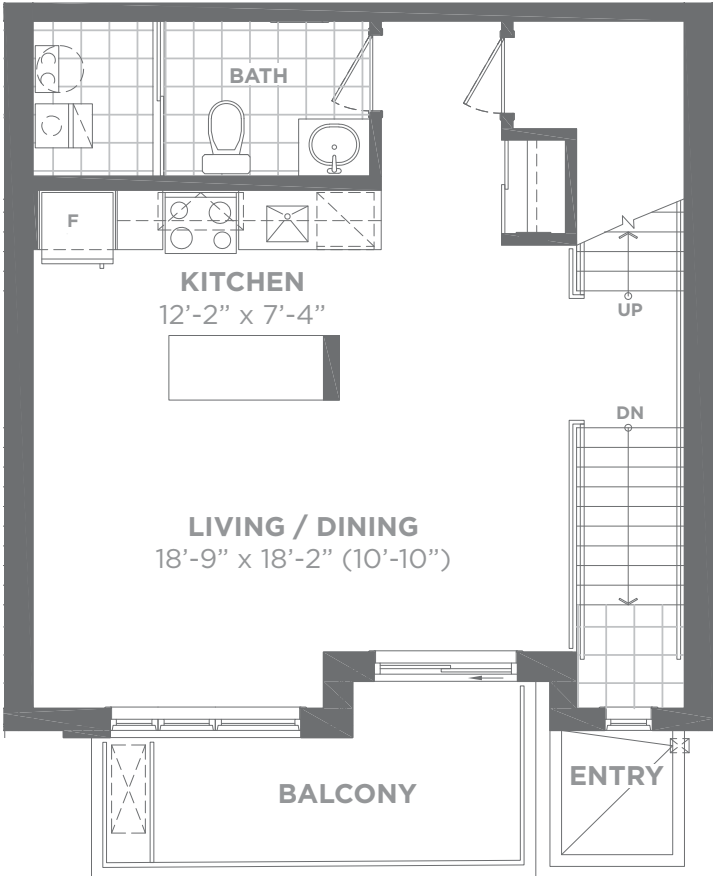 BATH
F
KITCHEN
12’-2” x 7’-4”
UP
DN
LIVING / DINING
18’-9” x 18’-2” (10’-10”)
BALCONY
ENTRY